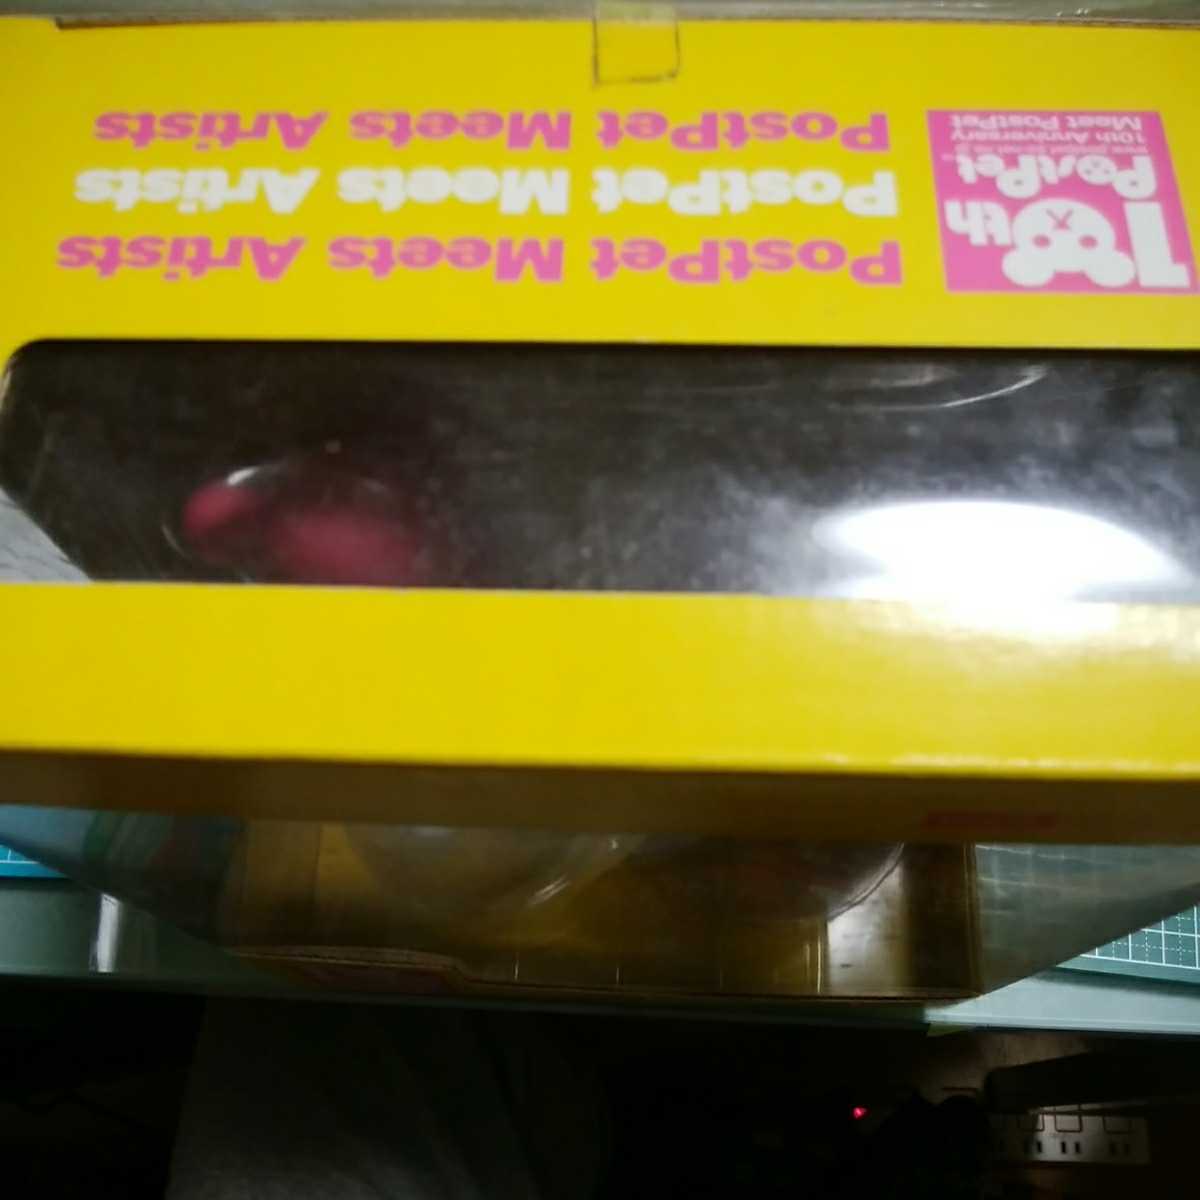 10th
PostPet
10th Anniversary
Meet PostPet
PostPet Meets Artists
PostPet Meets Artists
PostPet Meets Artists